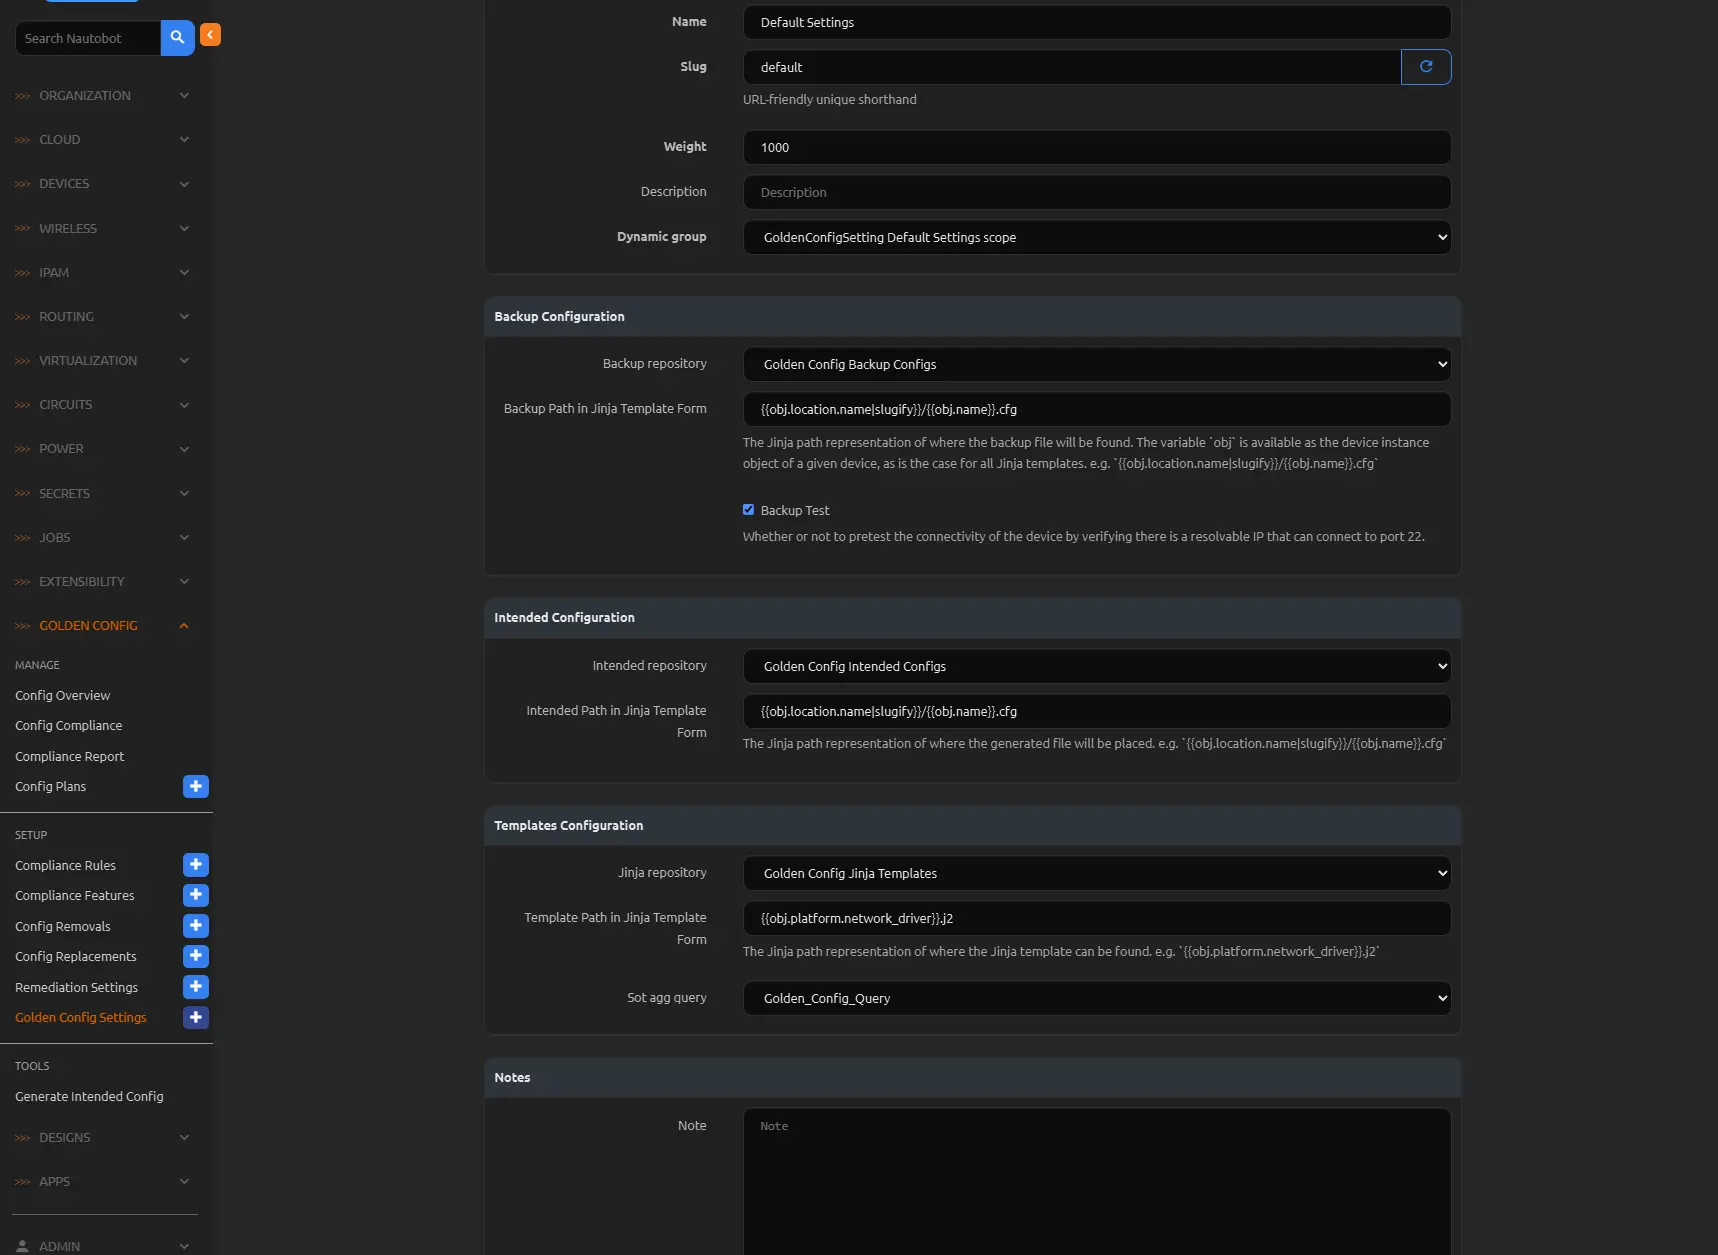 Search Nautobot
>>> ORGANIZATION
>>> CLOUD
>>> DEVICES
>>> WIRELESS
>>> IPAM
>>> ROUTING
>>> VIRTUALIZATION
>>> CIRCUITS
>>> POWER
>>> SECRETS
>>> JOBS
>>> EXTENSIBILITY
>>> GOLDEN CONFIG
MANAGE
Config Overview
Config Compliance
Compliance Report
Config Plans
SETUP
Compliance Rules
Compliance Features
Config Removals
Config Replacements
Remediation Settings
Golden Config Settings
TOOLS
Generate Intended Config
>>> DESIGNS
>>> APPS
ADMIN
Name Default Settings
Slug default
URL-friendly unique shorthand
Weight 1000
Description Description
Dynamic group GoldenConfigSetting Default Settings scope
Backup Configuration
Backup repository Golden Config Backup Configs
Backup Path in Jinja Template Form {{obj.location.name|slugify}}/{{obj.name}}.cfg
The Jinja path representation of where the backup file will be found. The variable `obj` is available as the device instance
object of a given device, as is the case for all Jinja templates. e.g. `{{obj.location.name|slugify}}/{{obj.name}}.cfg`
Backup Test
Whether or not to pretest the connectivity of the device by verifying there is a resolvable IP that can connect to port 22.
Intended Configuration
Intended repository Golden Config Intended Configs
Intended Path in Jinja Template
Form
{{obj.location.name|slugify}}/{{obj.name}}.cfg
The Jinja path representation of where the generated file will be placed. e.g. `{{obj.location.name|slugify}}/{{obj.name}}.cfg`
Templates Configuration
Jinja repository Golden Config Jinja Templates
Template Path in Jinja Template
Form
{{obj.platform.network_driver}}.j2
The Jinja path representation of where the Jinja template can be found. e.g. `{{obj.platform.network_driver}}.j2`
Sot agg query Golden_Config_Query
Notes
Note Note